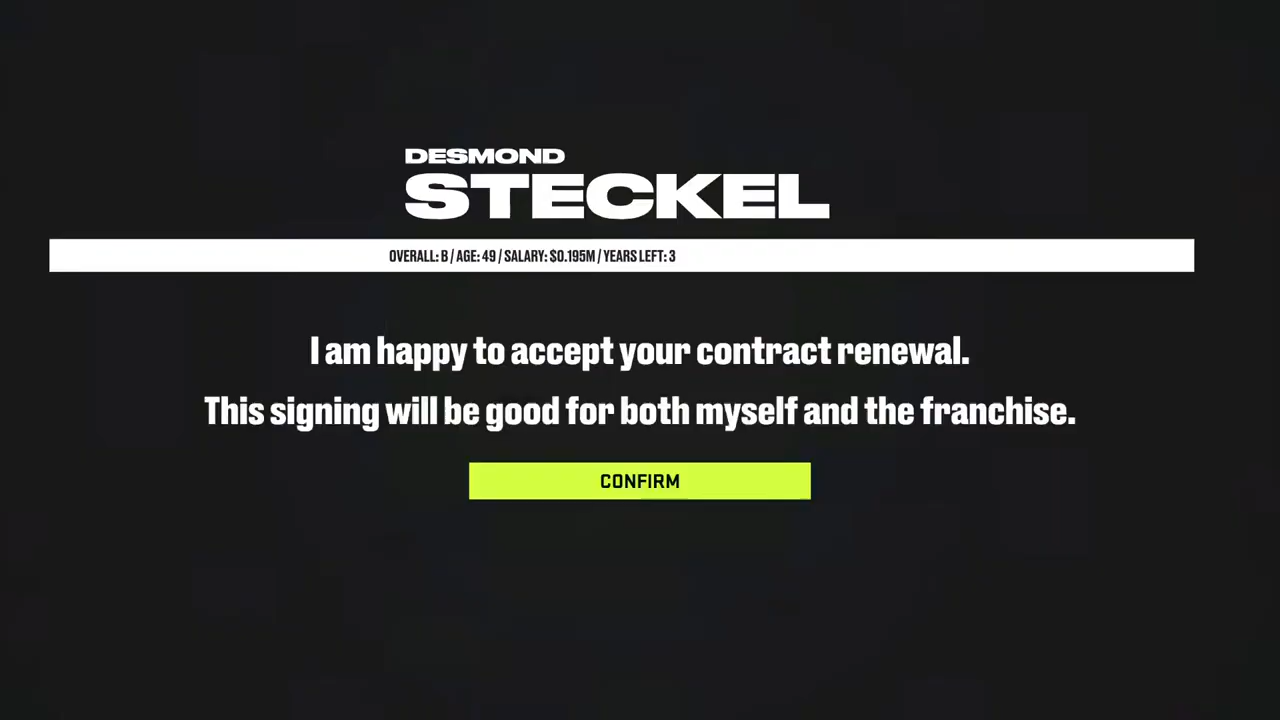 DESMOND
STECKEL
OVERALL: B / AGE: 49 / SALARY: $0.195M / YEARS LEFT: 3
I am happy to accept your contract renewal.
This signing will be good for both myself and the franchise.
CONFIRM